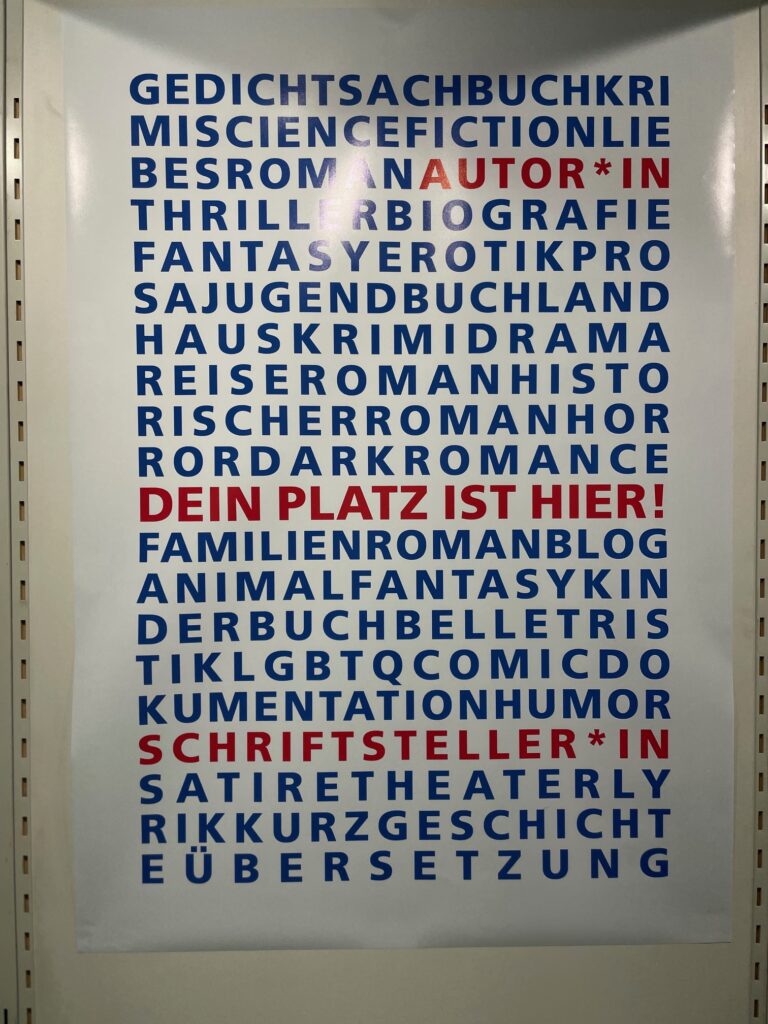 GEDICHTSACHBUCHKRI
MISCIENCEFICTIONLIE
BESROMANAUTOR*IN
THRILLERBIOGRAFIE
FANTASYEROTIKPRO
SAJUGENDBUCHLAND
HAUSKRIMIDRAMA
REISEROMANHISTO
RISCHERROMANHOR
RORDARKROMANCE
DEIN PLATZ IST HIER!
FAMILIENROMANBLOG
ANIMALFANTASYKIN
DERBUCHBELLETRIS
TIKLGBTQCOMICDO
KUMENTATIONHUMOR
SCHRIFTSTELLER*IN
SATIRETHEATERLY
RIKKURZGESCHICHT
EÜBERSETZUNG